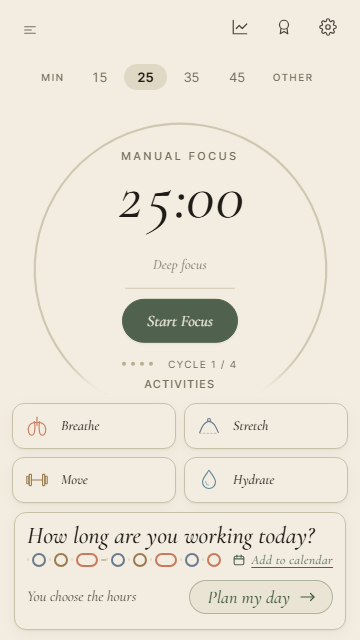 MIN 15 25 35 45 OTHER
MANUAL FOCUS
25:00
Deep focus
Start Focus
CYCLE 1 / 4
ACTIVITIES
Breathe Stretch
Move Hydrate
How long are you working today?
Add to calendar
You choose the hours Plan my day →